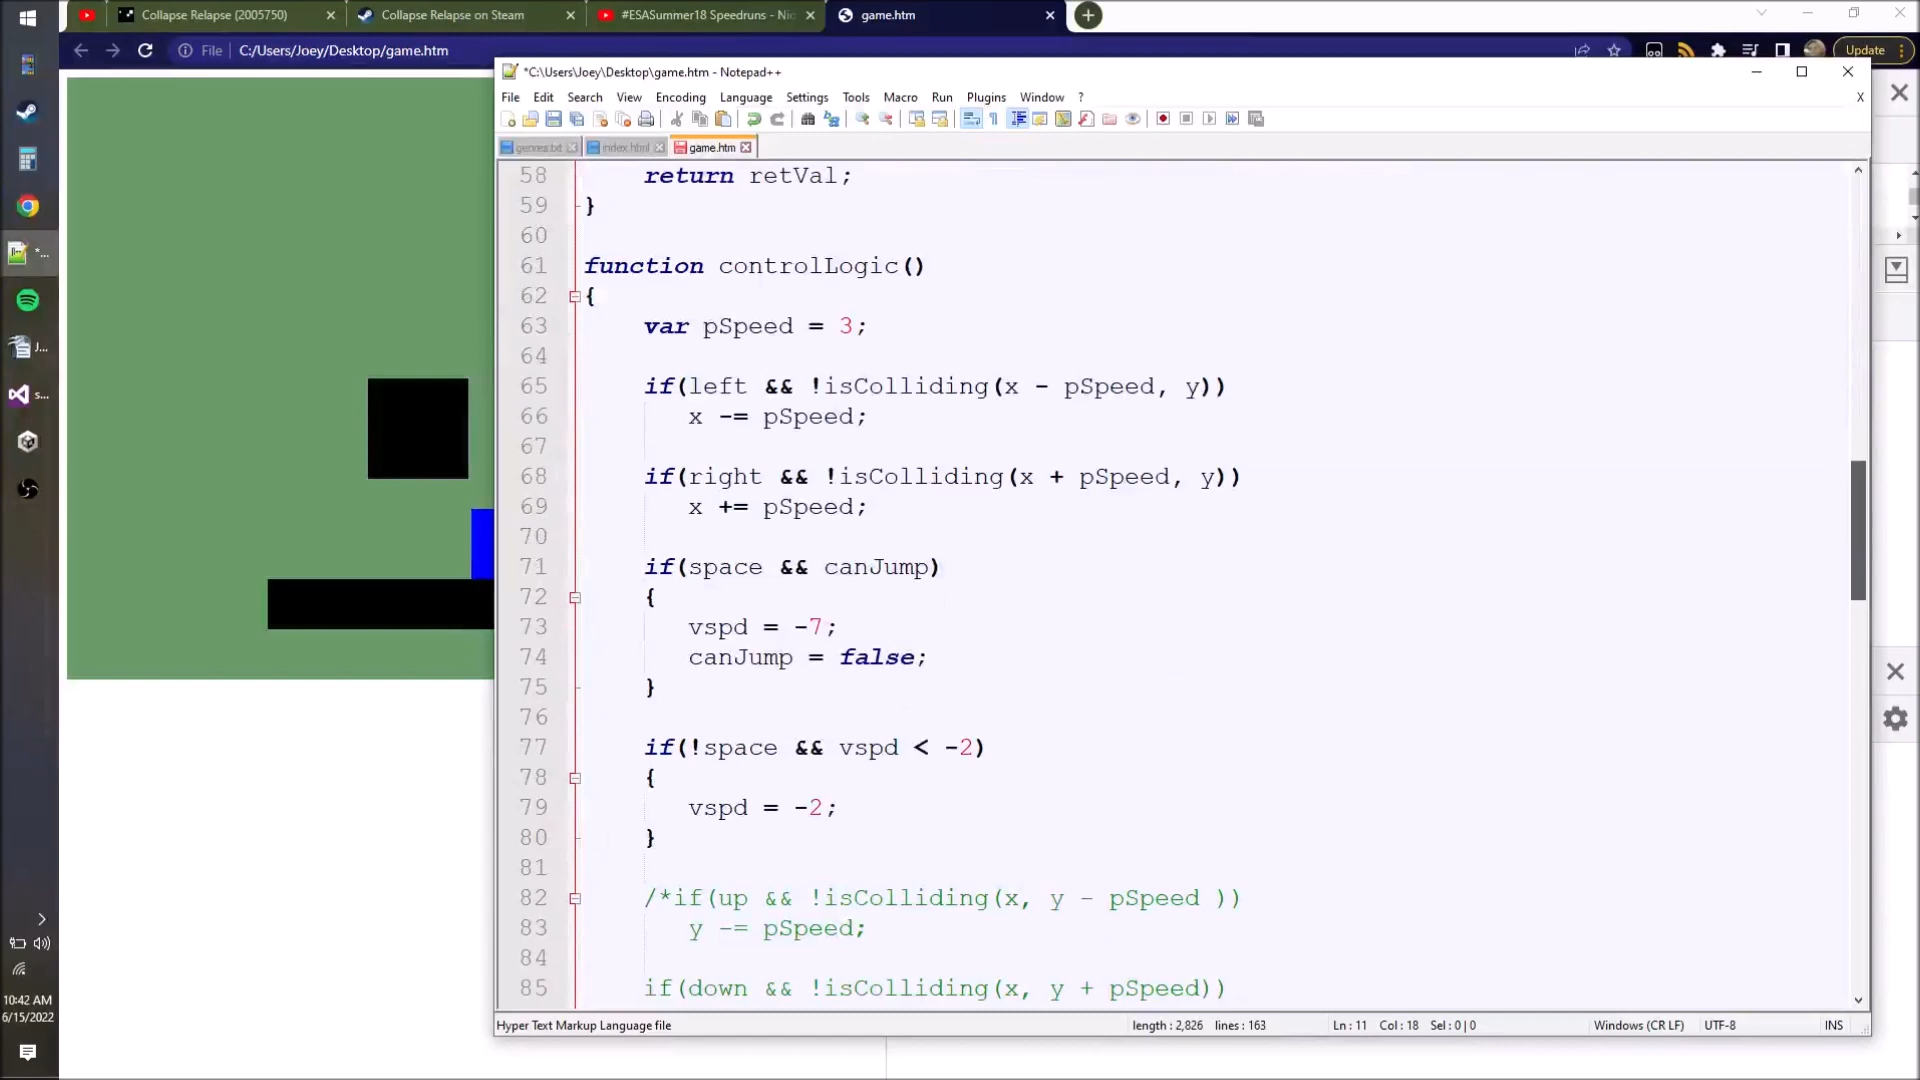 Collapse Relapse (2005750)
Collapse Relapse on Steam
#ESASummer18 Speedruns - Nic
game.htm
File
C:/Users/Joey/Desktop/game.htm
Update
*C:\Users\Joey\Desktop\game.htm - Notepad++
File Edit Search View Encoding Language Settings Tools Macro Run Plugins Window ?
X
genrea.txt
index.html
game.htm
58 return retVal;
59 }
60
61 function controlLogic()
62 {
63 var pSpeed = 3;
64
65 if(left && !isColliding(x - pSpeed, y))
66 x -= pSpeed;
67
68 if(right && !isColliding(x + pSpeed, y))
69 x += pSpeed;
70
71 if(space && canJump)
72 {
73 vspd = -7;
74 canJump = false;
75 }
76
77 if(!space && vspd < -2)
78 {
79 vspd = -2;
80 }
81
82 /*if(up && !isColliding(x, y - pSpeed ))
83 y -= pSpeed;
84
85 if(down && !isColliding(x, y + pSpeed))
Hyper Text Markup Language file
length : 2,826 lines : 163
Ln : 11 Col : 18 Sel : 0 | 0
Windows (CR LF)
UTF-8
INS
*...
J...
s...
10:42 AM
6/15/2022